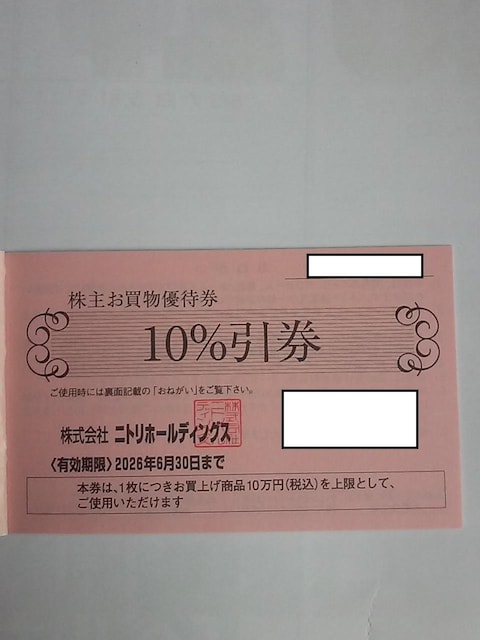 株主お買物優待券
10%引券
ご使用時には裏面記載の「おねがい」をご覧下さい。
株式会社 ニトリホールディングス
〈有効期限〉2026年6月30日まで
本券は、1枚につきお買上げ商品10万円(税込)を上限として、
ご使用いただけます